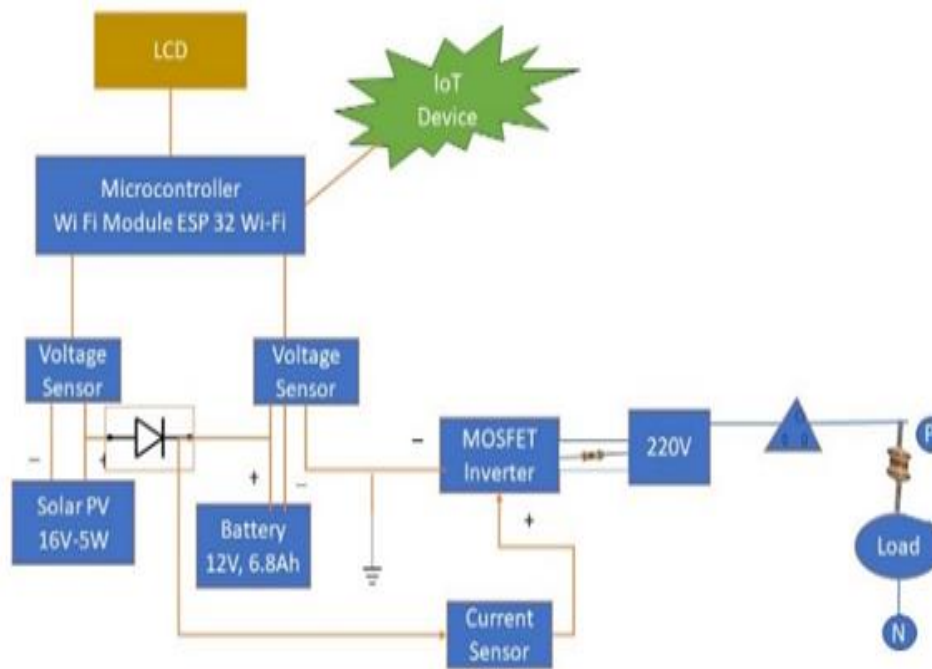 LCD
IoT
Device
Microcontroller
Wi Fi Module ESP 32 Wi-Fi
Voltage
Sensor
Voltage
Sensor
–
+
+
–
–
MOSFET
Inverter
220V
P
Solar PV
16V-5W
Battery
12V, 6.8Ah
+
Load
Current
Sensor
N